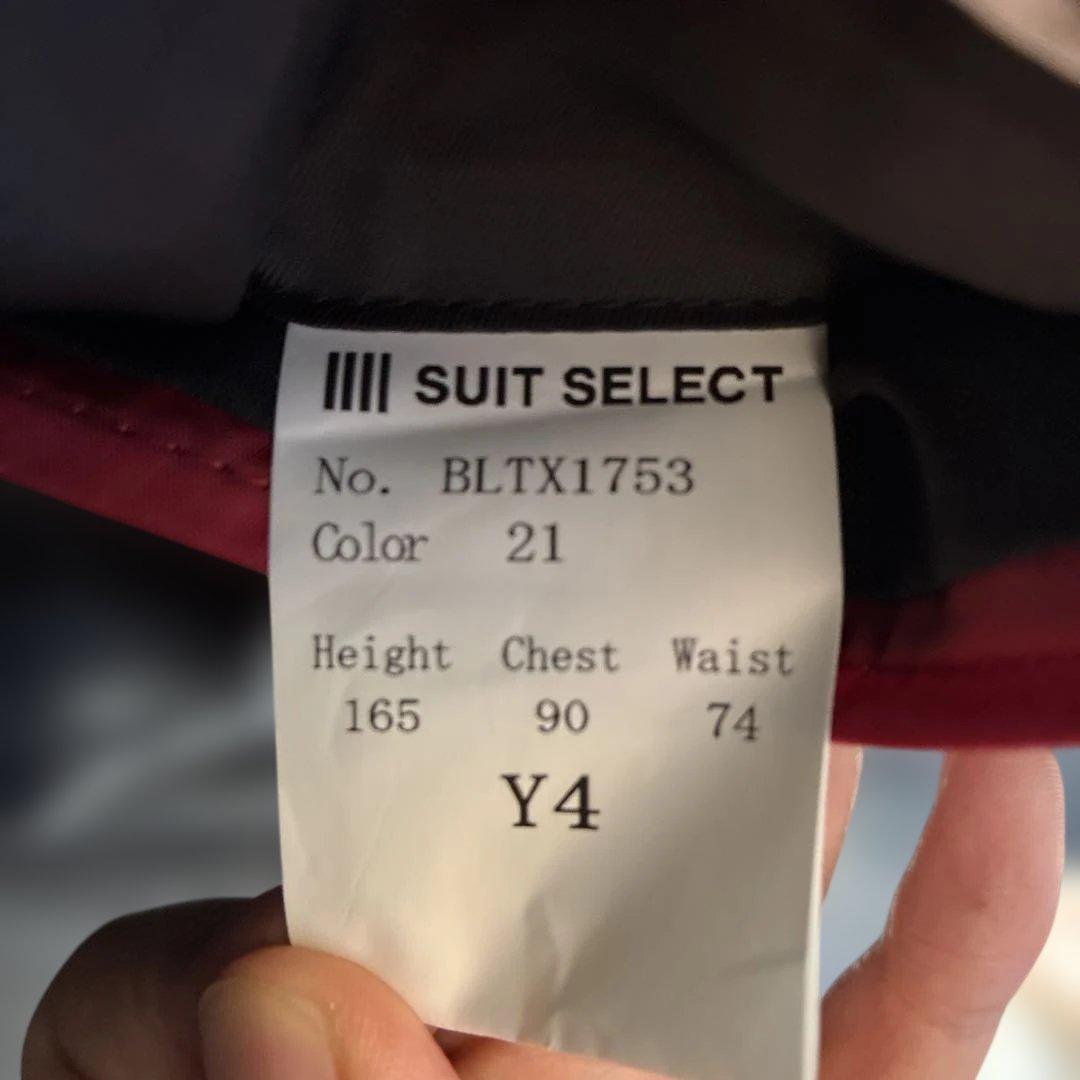 SUIT SELECT
No. BLTX1753
Color 21
Height Chest Waist
165 90 74
Y4